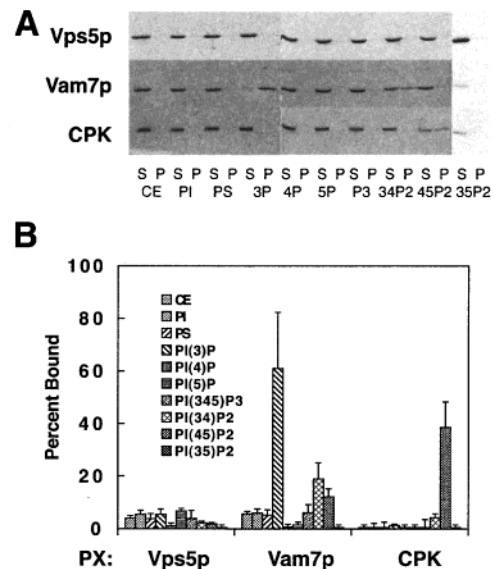 A
Vps5p
Vam7p
CPK
S P S P S P S P S P S P S P S P S P S P
CE PI PS 3P 4P 5P P3 34P2 45P2 35P2
B
100
80
60
40
20
0
Percent Bound
CE
PI
PS
PI(3)P
PI(4)P
PI(5)P
PI(345)P3
PI(34)P2
PI(45)P2
PI(35)P2
PX: Vps5p Vam7p CPK